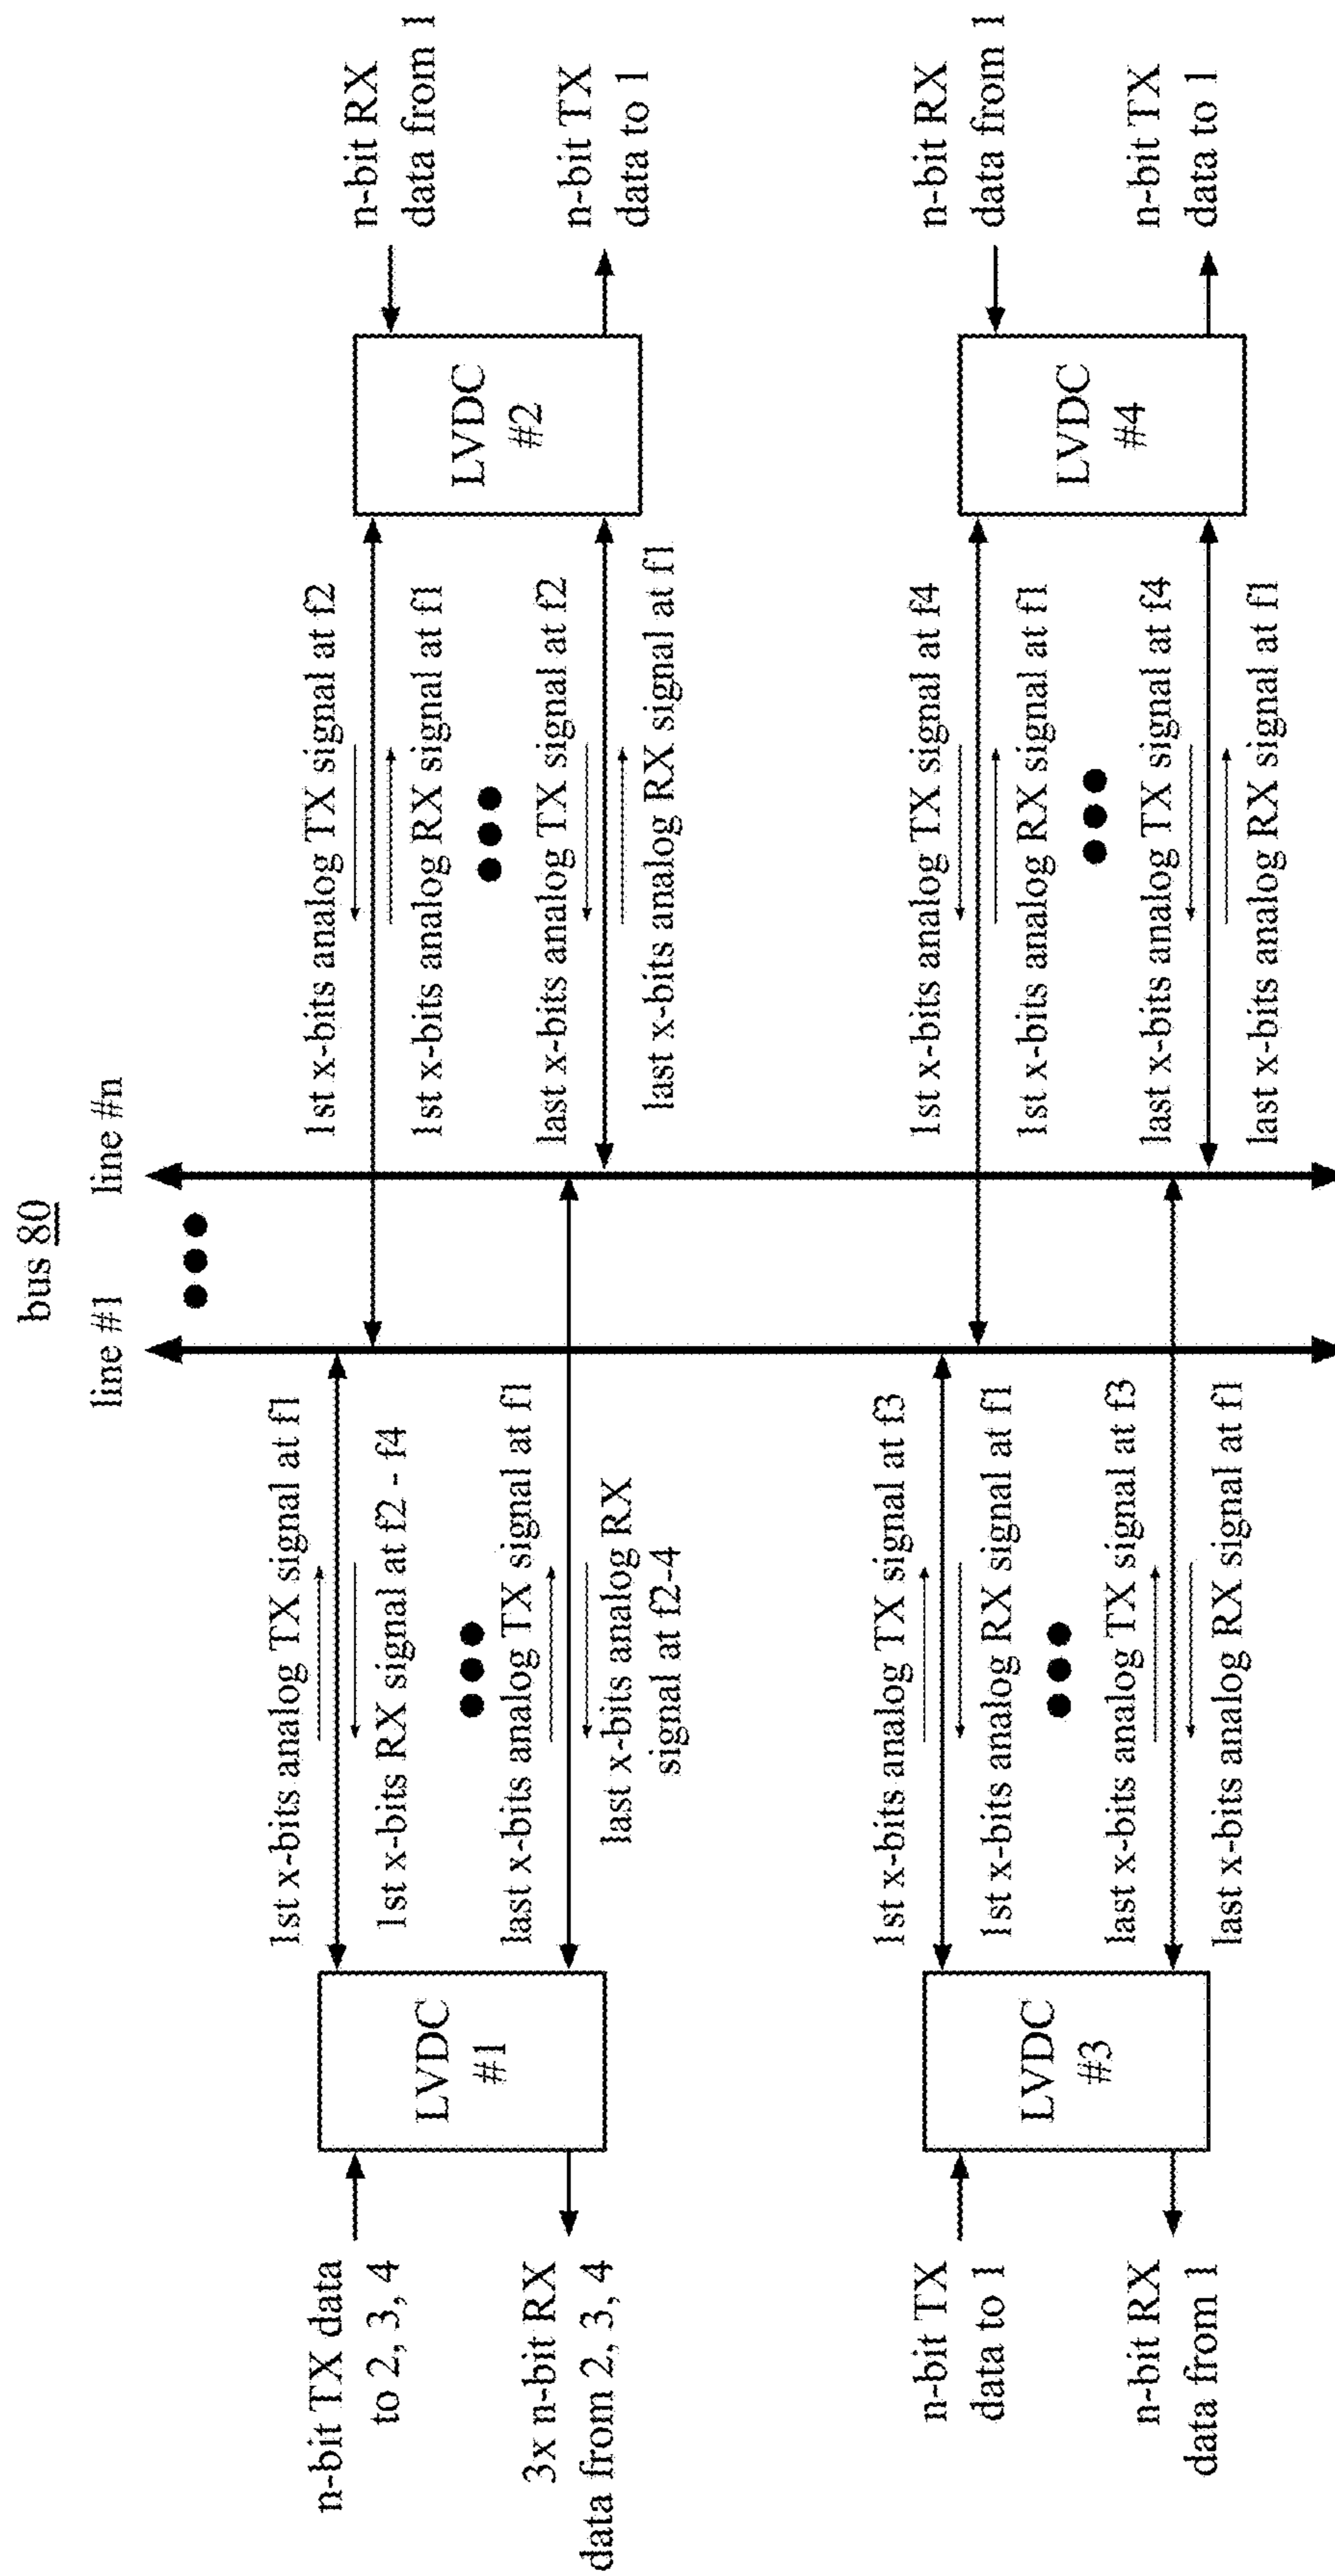 bus 80
line #1
line #n
n-bit TX data
to 2, 3, 4
3x n-bit RX
data from 2, 3, 4
LVDC
#1
1st x-bits analog TX signal at f1
1st x-bits RX signal at f2 - f4
last x-bits analog TX signal at f1
last x-bits analog RX
signal at f2-4
1st x-bits analog TX signal at f2
1st x-bits analog RX signal at f1
last x-bits analog TX signal at f2
last x-bits analog RX signal at f1
LVDC
#2
n-bit RX
data from 1
n-bit TX
data to 1
n-bit TX
data to 1
n-bit RX
data from 1
LVDC
#3
1st x-bits analog TX signal at f3
1st x-bits analog RX signal at f1
last x-bits analog TX signal at f3
last x-bits analog RX signal at f1
1st x-bits analog TX signal at f4
1st x-bits analog RX signal at f1
last x-bits analog TX signal at f4
last x-bits analog RX signal at f1
LVDC
#4
n-bit RX
data from 1
n-bit TX
data to 1